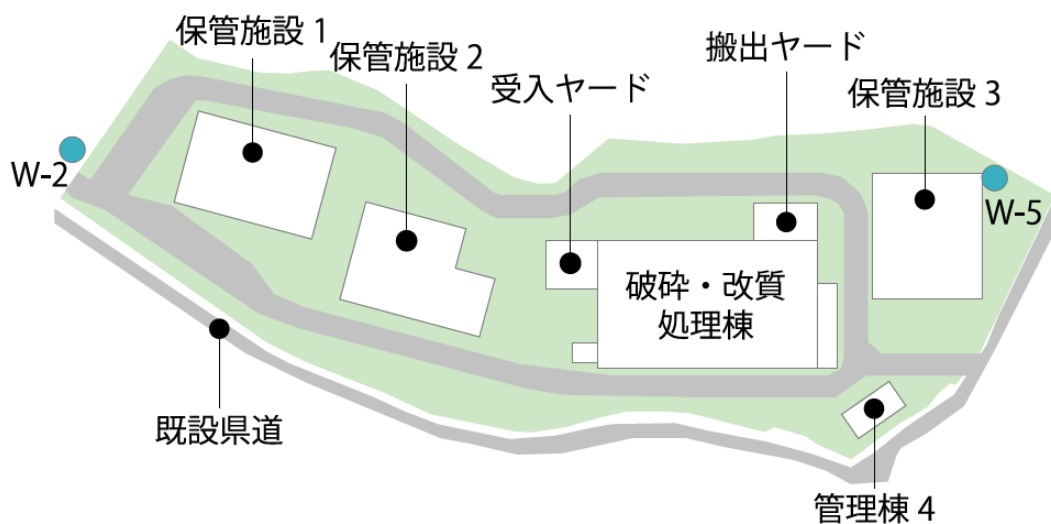 保管施設 1
保管施設 2
受入ヤード
搬出ヤード
保管施設 3
W-2
W-5
破砕・改質
処理棟
既設県道
管理棟 4